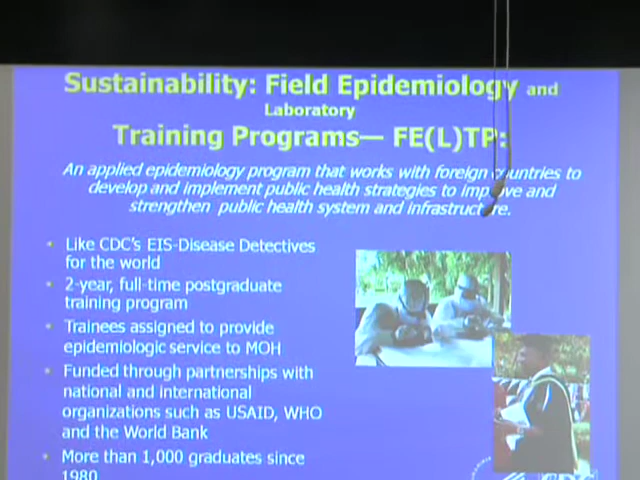 Sustainability: Field Epidemiology and
Laboratory
Training Programs— FE(L)TP:
An applied epidemiology program that works with foreign countries to
develop and implement public health strategies to improve and
strengthen public health system and infrastructure.
• Like CDC's EIS-Disease Detectives
for the world
• 2-year, full-time postgraduate
training program
• Trainees assigned to provide
epidemiologic service to MOH
• Funded through partnerships with
national and international
organizations such as USAID, WHO
and the World Bank
• More than 1,000 graduates since
1980
CDC